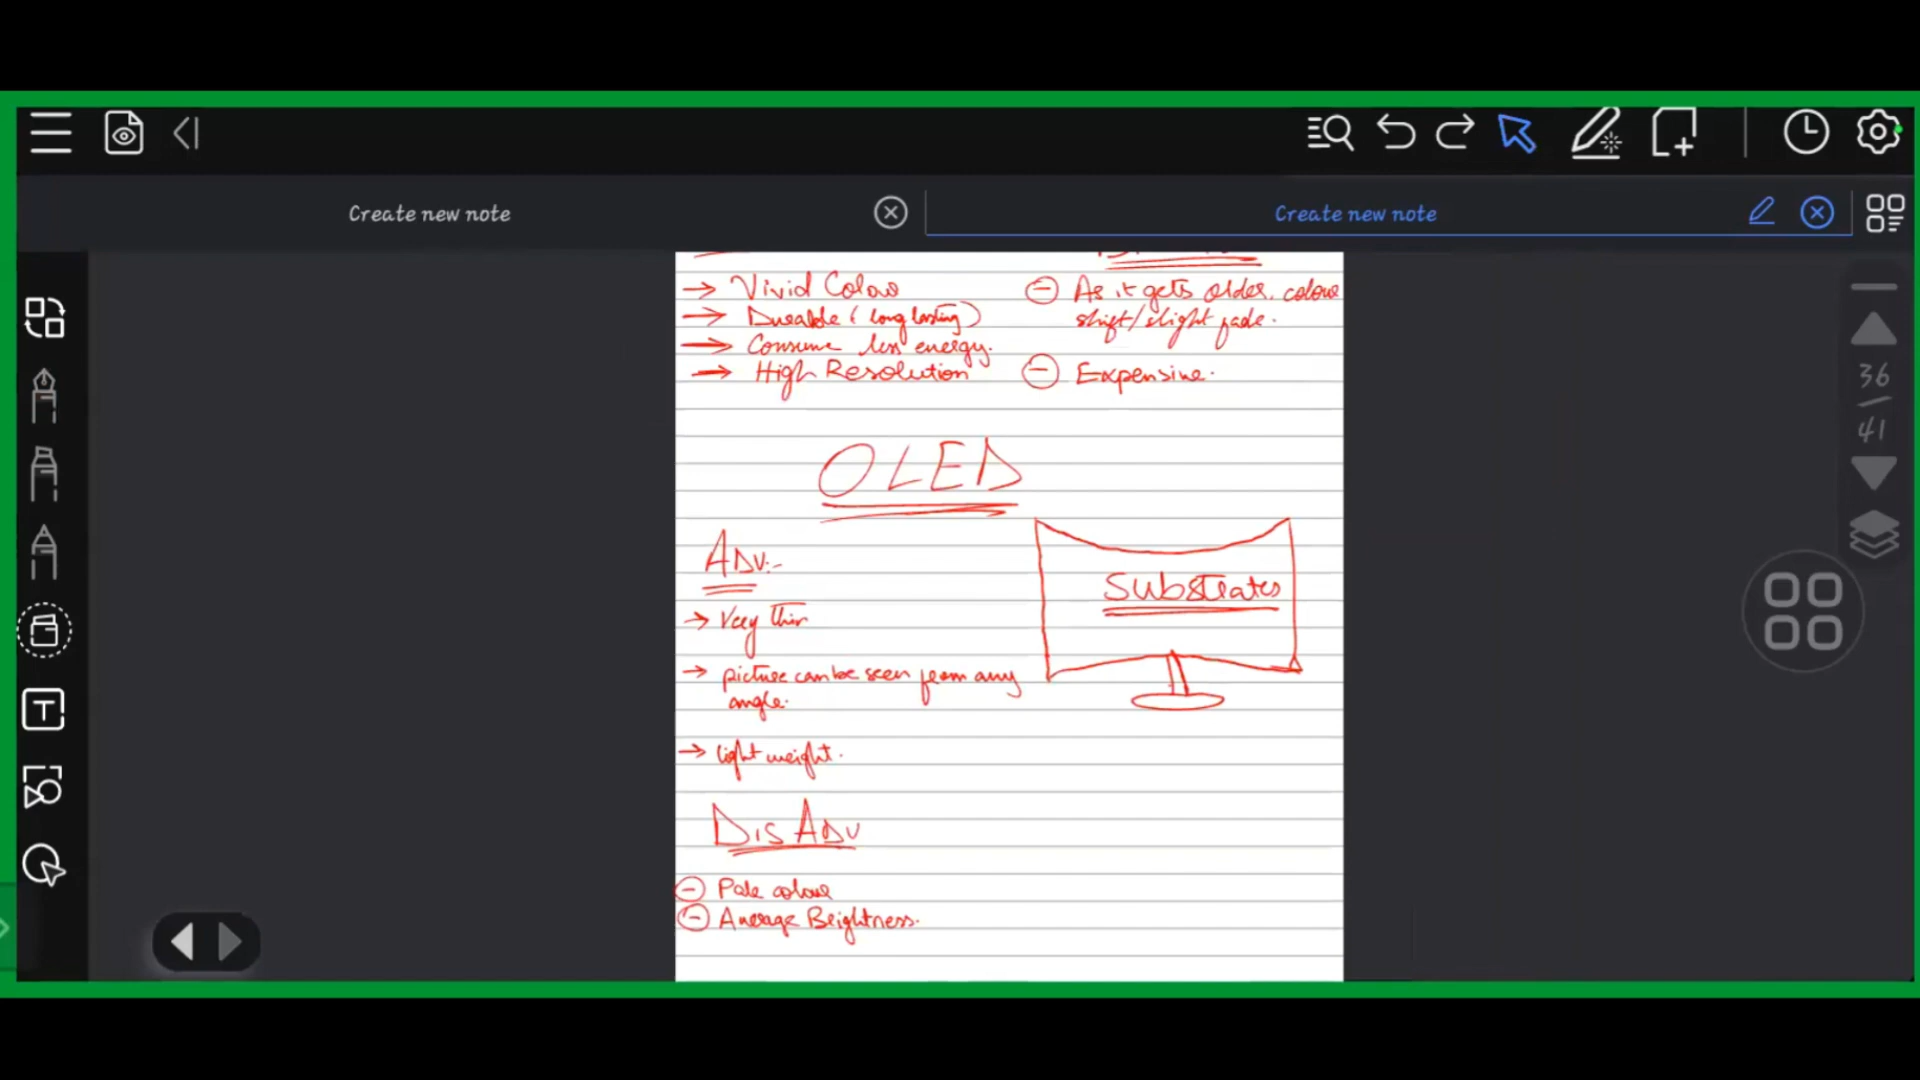 Create new note
Create new note
→ Vivid Colour
→ Durable (long lasting)
→ Consume less energy.
→ High Resolution
⊖ As it gets older, colour
shift/slight fade.
⊖ Expensive.
36
41
OLED
ADV:-
→ Very thin
→ picture can be seen from any
angle.
→ light weight.
Substrates
DIS ADV
⊖ Pale colour
⊖ Average Brightness.
T